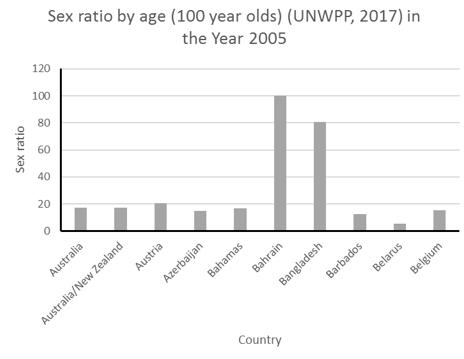 Sex ratio by age (100 year olds) (UNWPP, 2017) in
the Year 2005
120
100
80
60
40
20
0
Sex ratio
Australia
Australia/New Zealand
Austria
Azerbaijan
Bahamas
Bahrain
Bangladesh
Barbados
Belarus
Belgium
Country